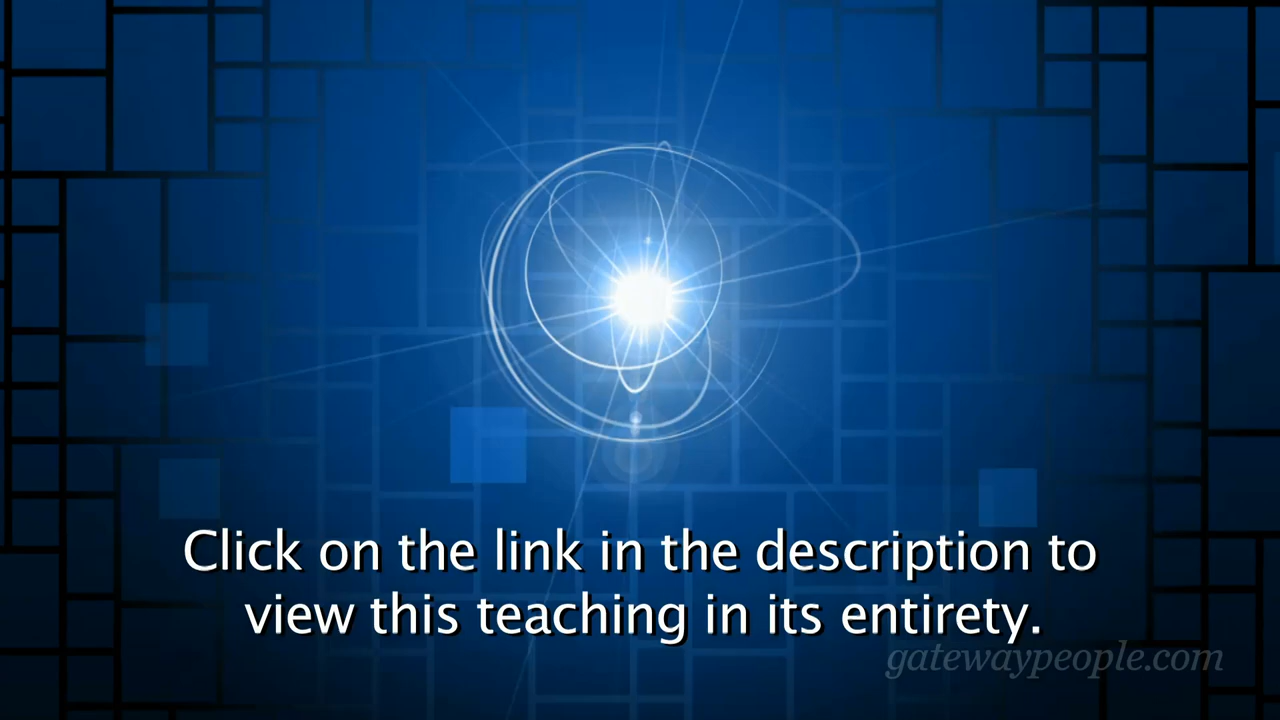 Click on the link in the description to
view this teaching in its entirety.
gatewaypeople.com